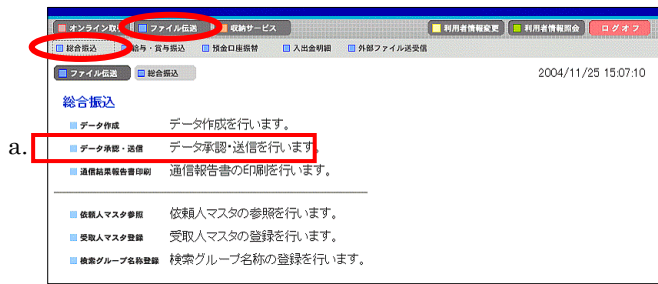 オンライン取引 ファイル伝送 収納サービス 利用者情報変更 利用者情報照会 ログオフ
総合振込 給与・賞与振込 預金口座振替 入出金明細 外部ファイル送受信
ファイル伝送 総合振込 2004/11/25 15:07:10
総合振込
データ作成 データ作成を行います。
a. データ承認・送信 データ承認・送信を行います。
通信結果報告書印刷 通信報告書の印刷を行います。
依頼人マスタ参照 依頼人マスタの参照を行います。
受取人マスタ登録 受取人マスタの登録を行います。
検索グループ名称登録 検索グループ名称の登録を行います。